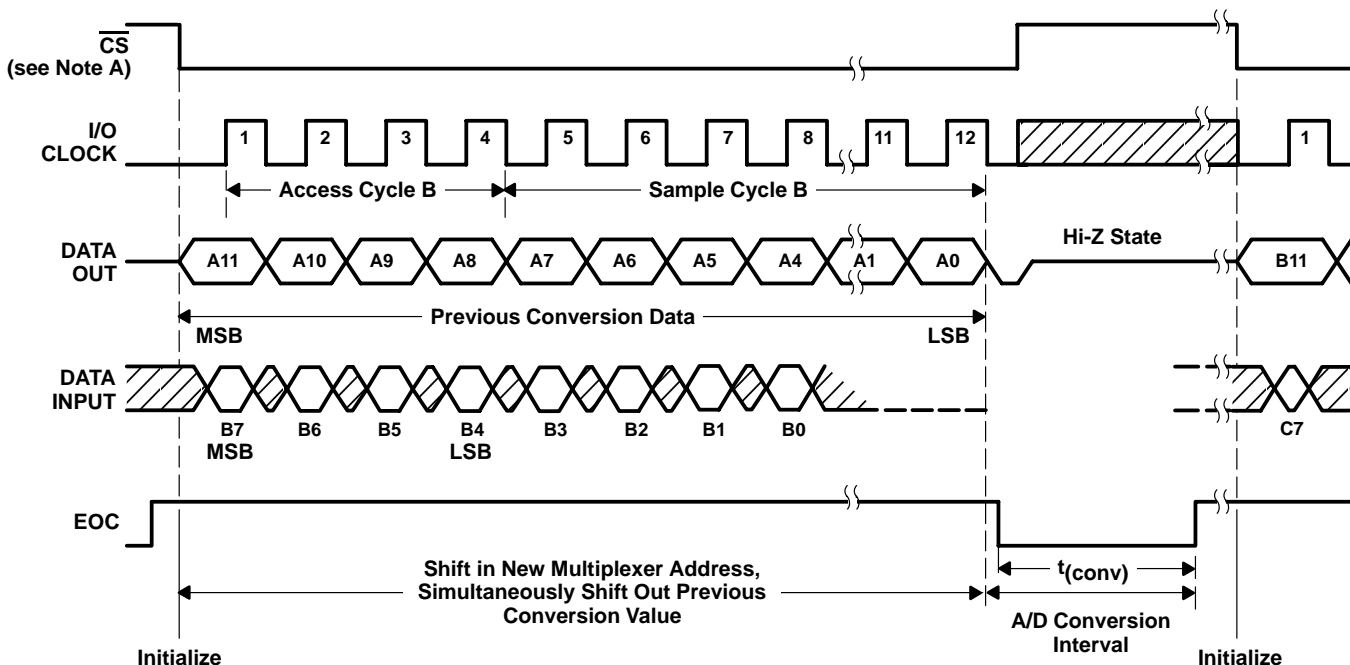 CS
(see Note A)
I/O
CLOCK
1 2 3 4 5 6 7 8 11 12 1
Access Cycle B Sample Cycle B
DATA
OUT
A11 A10 A9 A8 A7 A6 A5 A4 A1 A0 Hi-Z State B11
Previous Conversion Data
MSB LSB
DATA
INPUT
B7 B6 B5 B4 B3 B2 B1 B0 C7
MSB LSB
EOC
Shift in New Multiplexer Address,
Simultaneously Shift Out Previous
Conversion Value
t(conv)
A/D Conversion
Interval
Initialize Initialize